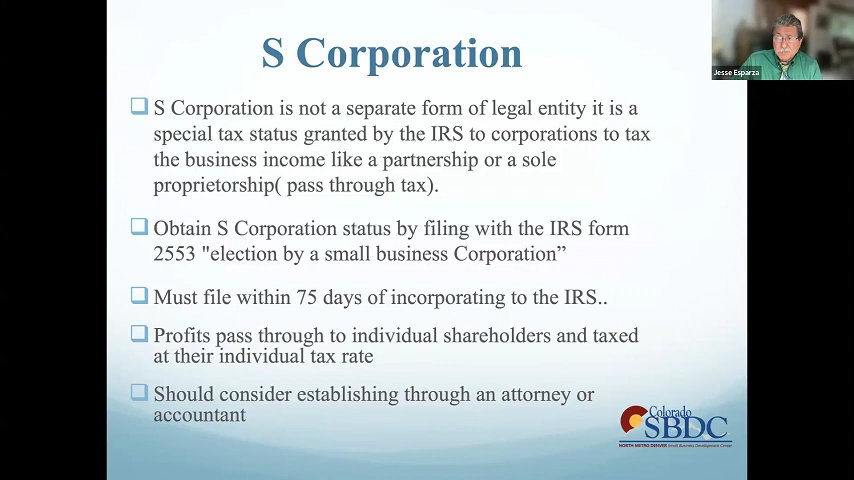 S Corporation
S Corporation is not a separate form of legal entity it is a
special tax status granted by the IRS to corporations to tax
the business income like a partnership or a sole
proprietorship( pass through tax).
Obtain S Corporation status by filing with the IRS form
2553 "election by a small business Corporation”
Must file within 75 days of incorporating to the IRS..
Profits pass through to individual shareholders and taxed
at their individual tax rate
Should consider establishing through an attorney or
accountant
Jesse Esparza
Colorado
SBDC
NORTH METRO DENVER Small Business Development Center